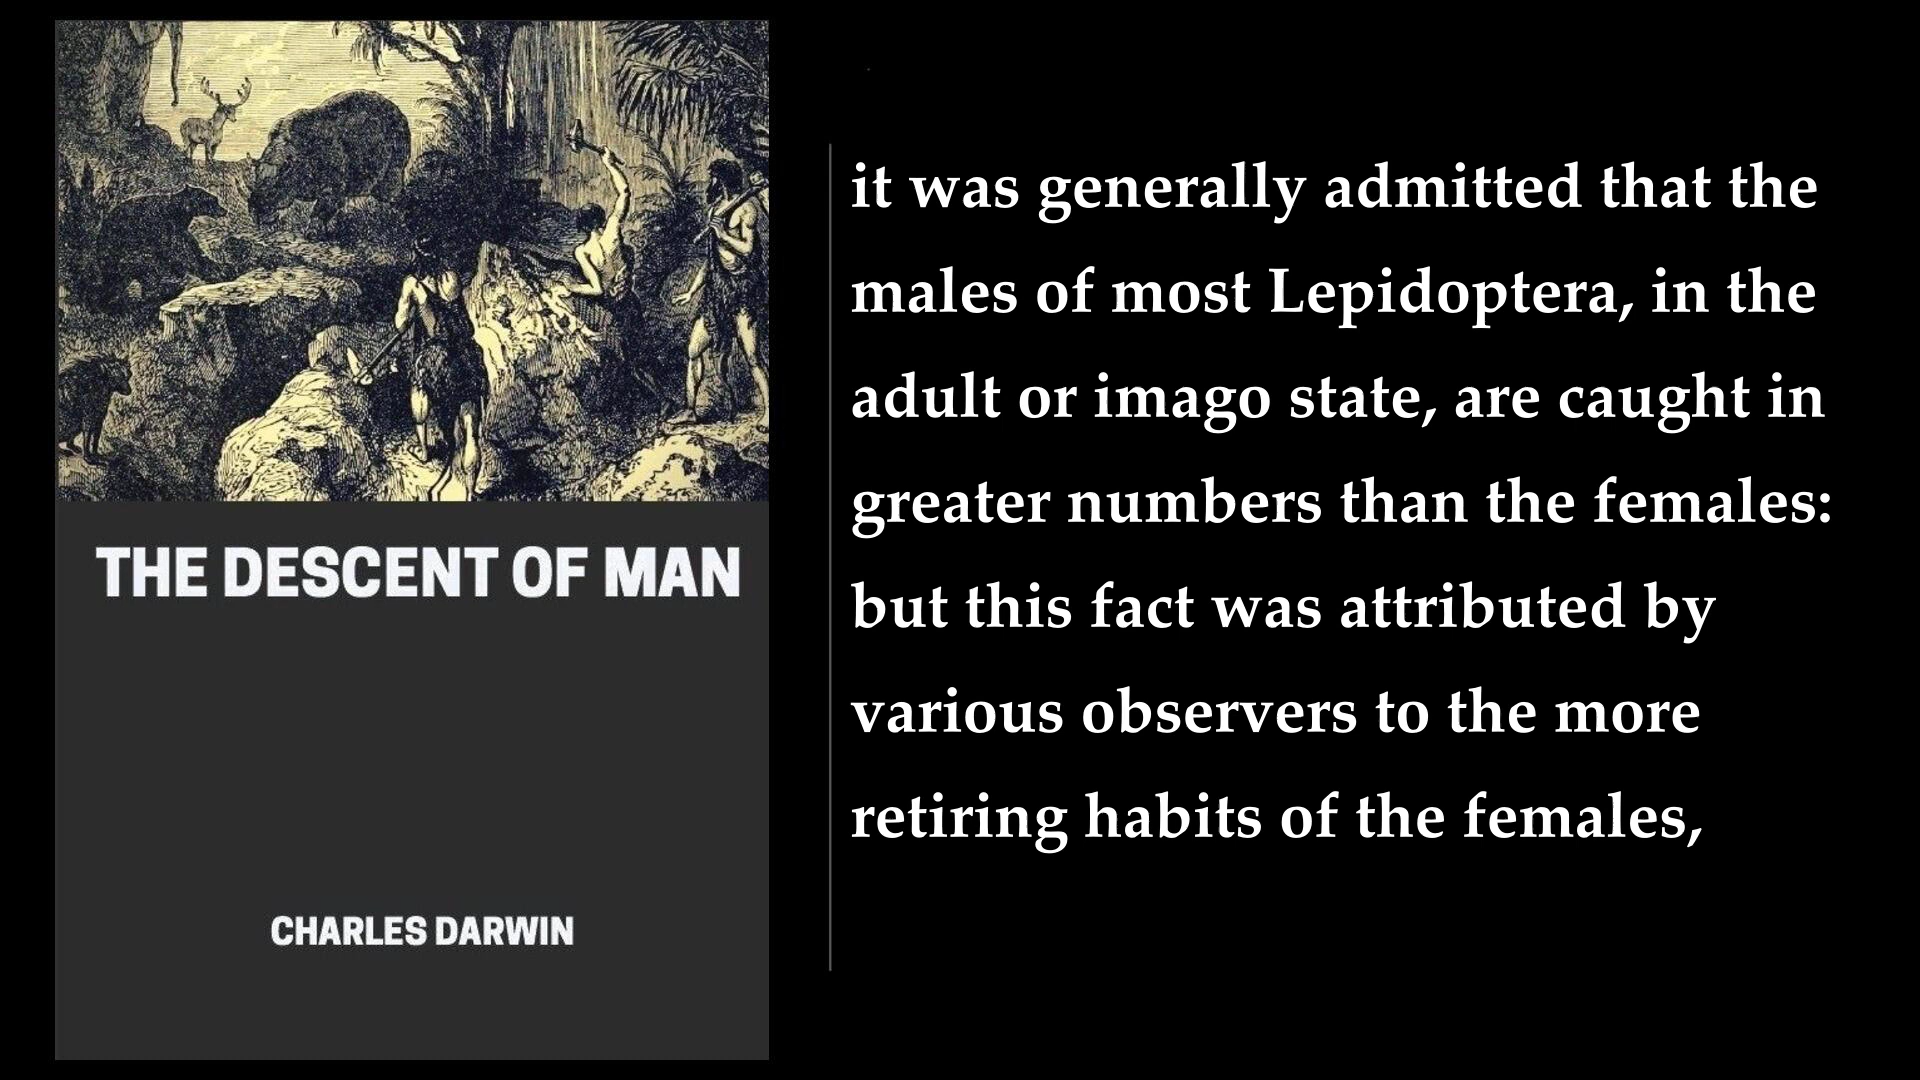 THE DESCENT OF MAN
CHARLES DARWIN
it was generally admitted that the
males of most Lepidoptera, in the
adult or imago state, are caught in
greater numbers than the females:
but this fact was attributed by
various observers to the more
retiring habits of the females,